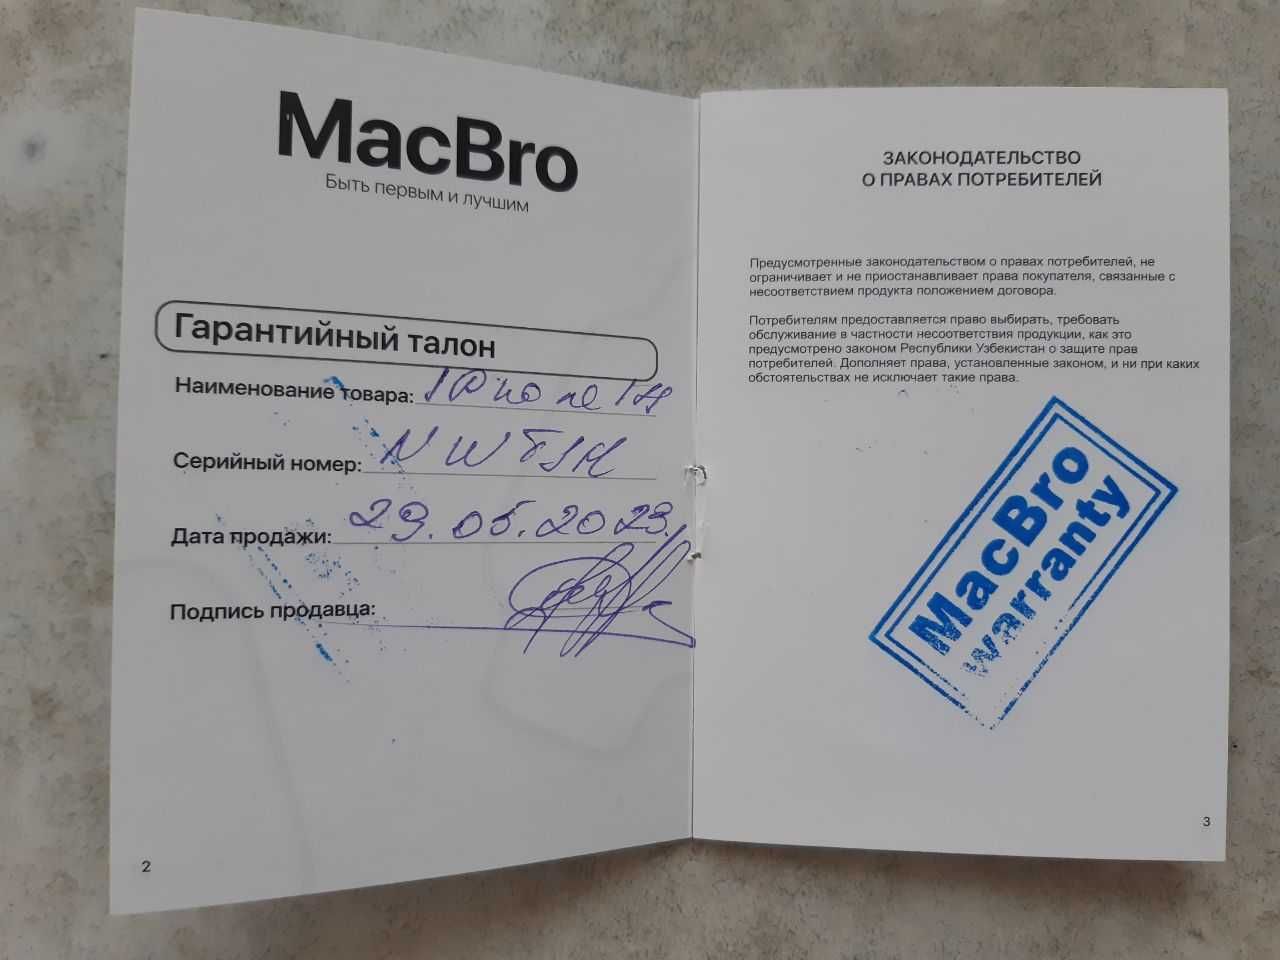 MacBro
Быть первым и лучшим
Гарантийный талон
Наименование товара: IPhone 14
Серийный номер:
Дата продажи: 29.05.2023
Подпись продавца:
2
ЗАКОНОДАТЕЛЬСТВО
О ПРАВАХ ПОТРЕБИТЕЛЕЙ
Предусмотренные законодательством о правах потребителей, не
ограничивает и не приостанавливает права покупателя, связанные с
несоответствием продукта положением договора.
Потребителям предоставляется право выбирать, требовать
обслуживание в частности несоответствия продукции, как это
предусмотрено законом Республики Узбекистан о защите прав
потребителей. Дополняет права, установленные законом, и ни при каких
обстоятельствах не исключает такие права.
MacBro
warranty
3